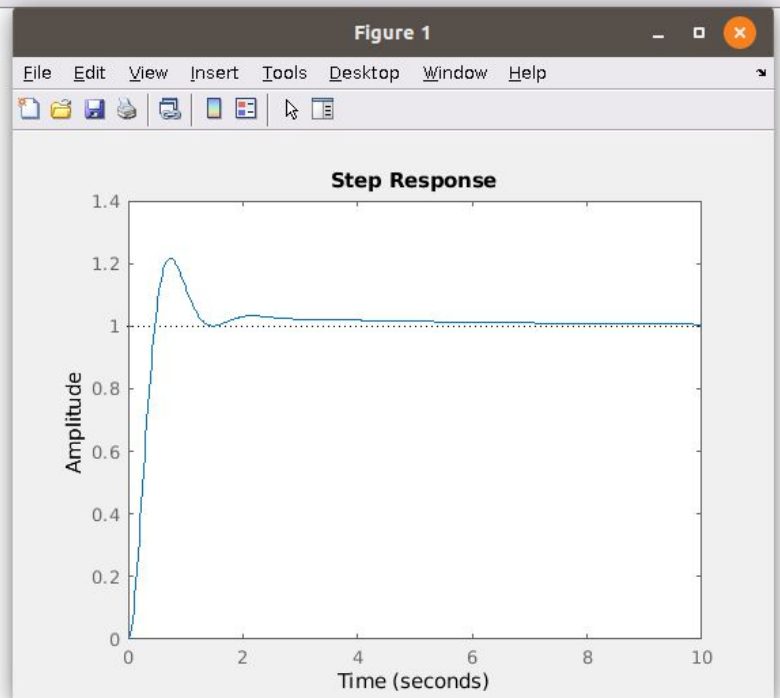 Figure 1
File Edit View Insert Tools Desktop Window Help
Step Response
1.4
1.2
1
0.8
0.6
0.4
0.2
0
Amplitude
0 2 4 6 8 10
Time (seconds)